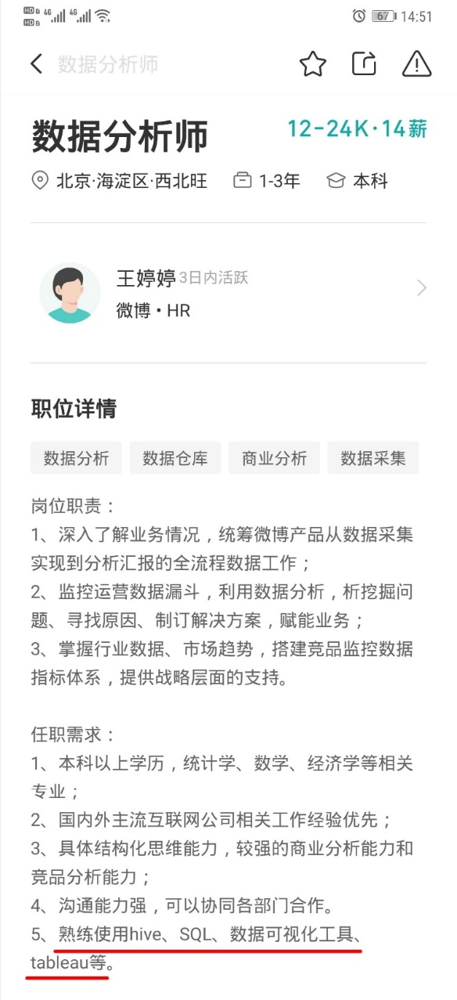 HD 1 4G 4G 67 14:51
HD 2
数据分析师
数据分析师 12-24K·14薪
北京·海淀区·西北旺 1-3年 本科
王婷婷 3日内活跃
微博·HR
职位详情
数据分析 数据仓库 商业分析 数据采集
岗位职责：
1、深入了解业务情况，统筹微博产品从数据采集
实现到分析汇报的全流程数据工作；
2、监控运营数据漏斗，利用数据分析，析挖掘问
题、寻找原因、制订解决方案，赋能业务；
3、掌握行业数据、市场趋势，搭建竞品监控数据
指标体系，提供战略层面的支持。
任职需求：
1、本科以上学历，统计学、数学、经济学等相关
专业；
2、国内外主流互联网公司相关工作经验优先；
3、具体结构化思维能力，较强的商业分析能力和
竞品分析能力；
4、沟通能力强，可以协同各部门合作。
5、熟练使用hive、SQL、数据可视化工具、
tableau等。